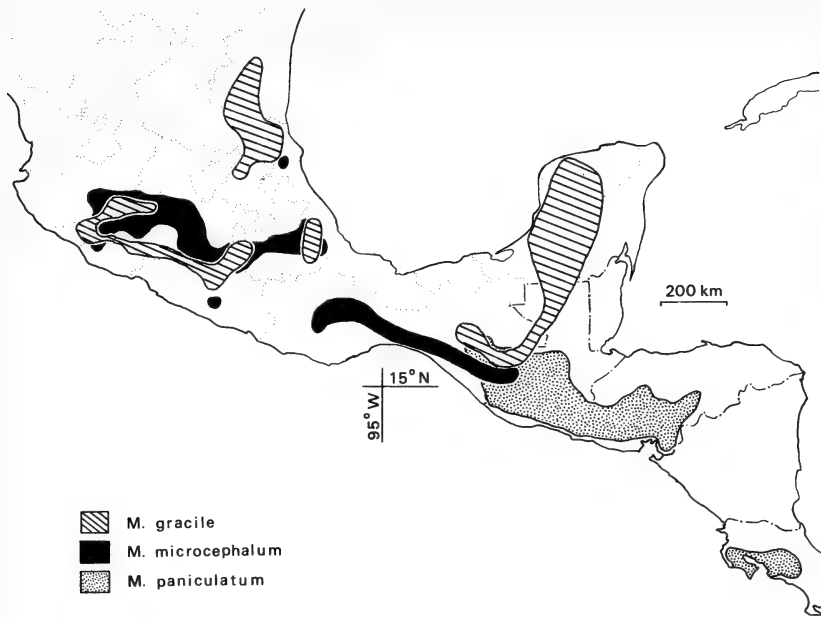 200 km
15°N
95°W
M. gracile
M. microcephalum
M. paniculatum